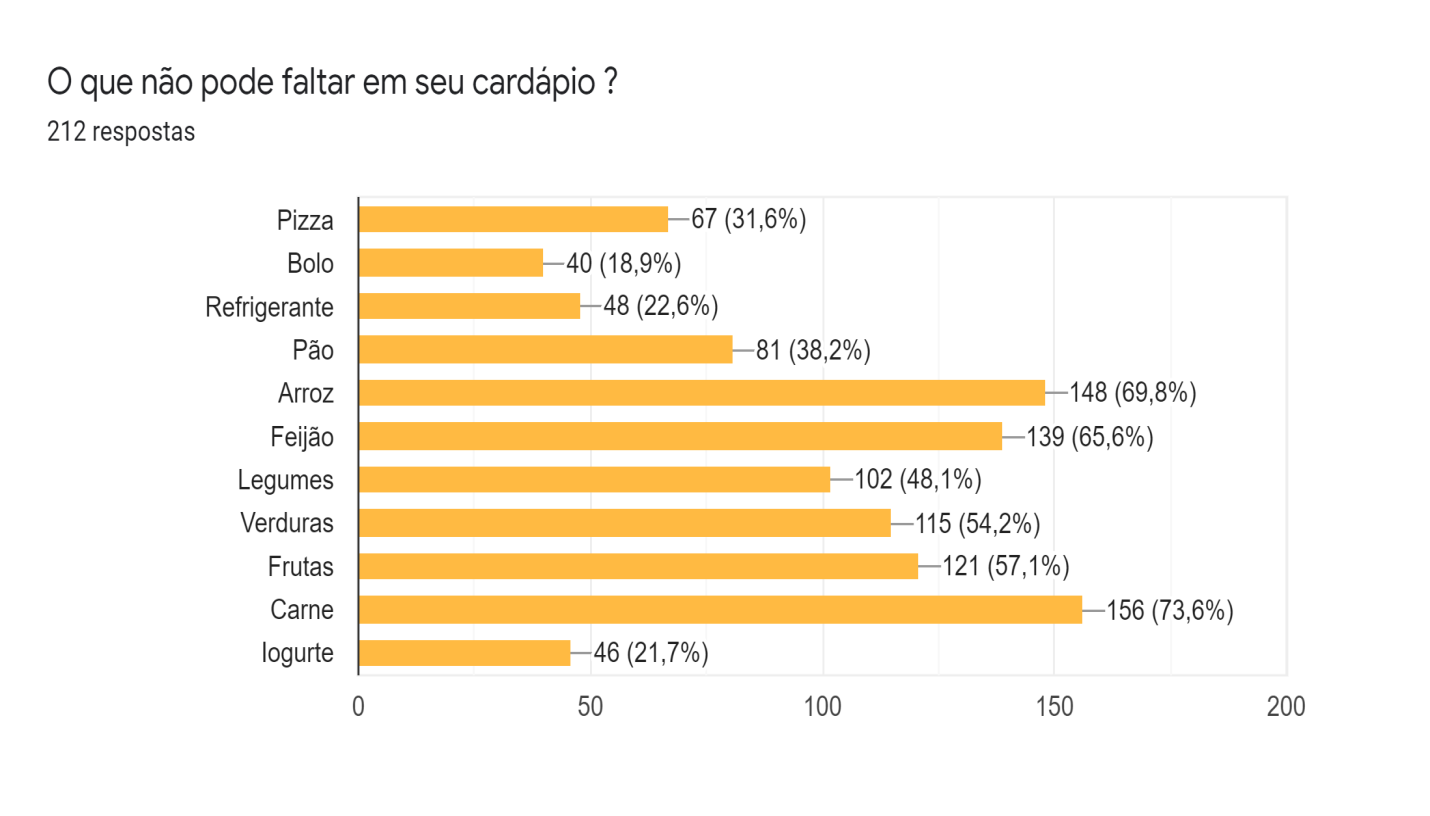 O que não pode faltar em seu cardápio ?
212 respostas
Pizza 67 (31,6%)
Bolo 40 (18,9%)
Refrigerante 48 (22,6%)
Pão 81 (38,2%)
Arroz 148 (69,8%)
Feijão 139 (65,6%)
Legumes 102 (48,1%)
Verduras 115 (54,2%)
Frutas 121 (57,1%)
Carne 156 (73,6%)
Iogurte 46 (21,7%)
0 50 100 150 200